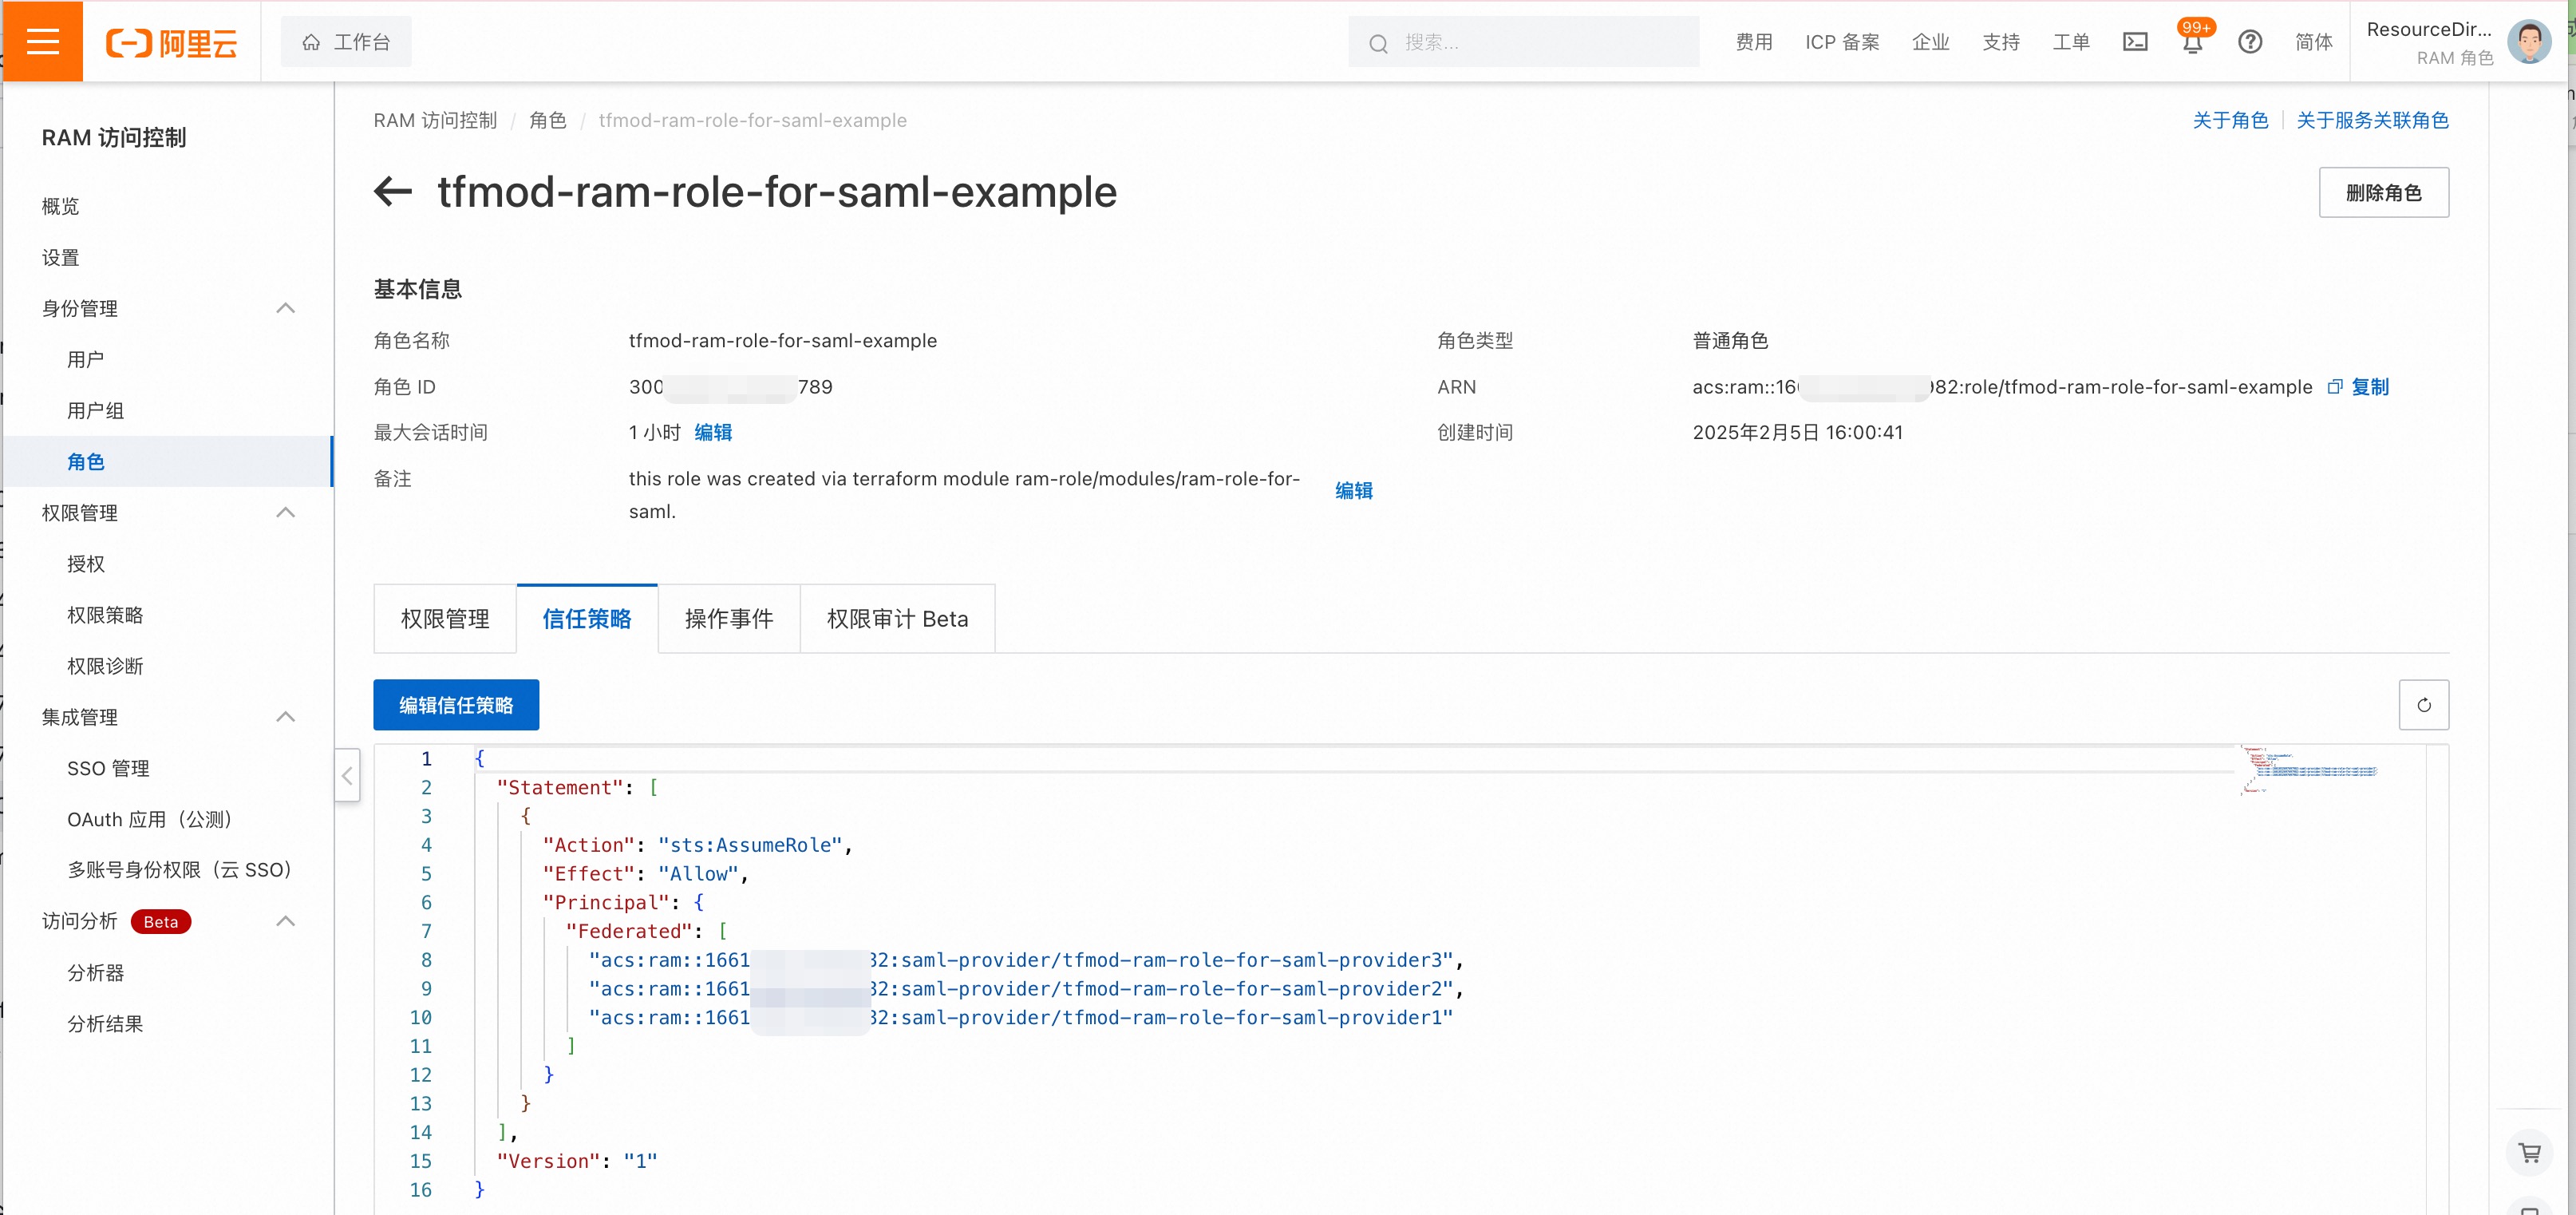 阿里云
工作台
搜索...
费用
ICP 备案
企业
支持
工单
99+
简体
ResourceDir...
RAM 角色
RAM 访问控制
概览
设置
身份管理
用户
用户组
角色
权限管理
授权
权限策略
权限诊断
集成管理
SSO 管理
OAuth 应用（公测）
多账号身份权限（云 SSO）
访问分析 Beta
分析器
分析结果
RAM 访问控制 / 角色 / tfmod-ram-role-for-saml-example
关于角色 | 关于服务关联角色
tfmod-ram-role-for-saml-example
删除角色
基本信息
角色名称 tfmod-ram-role-for-saml-example
角色类型 普通角色
角色 ID 300 789
ARN acs:ram::16 982:role/tfmod-ram-role-for-saml-example 复制
最大会话时间 1 小时 编辑
创建时间 2025年2月5日 16:00:41
备注 this role was created via terraform module ram-role/modules/ram-role-for-
saml.
编辑
权限管理
信任策略
操作事件
权限审计 Beta
编辑信任策略
1 {
2 "Statement": [
3 {
4 "Action": "sts:AssumeRole",
5 "Effect": "Allow",
6 "Principal": {
7 "Federated": [
8 "acs:ram::1661 32:saml-provider/tfmod-ram-role-for-saml-provider3",
9 "acs:ram::1661 32:saml-provider/tfmod-ram-role-for-saml-provider2",
10 "acs:ram::1661 32:saml-provider/tfmod-ram-role-for-saml-provider1"
11 ]
12 }
13 }
14 ],
15 "Version": "1"
16 }